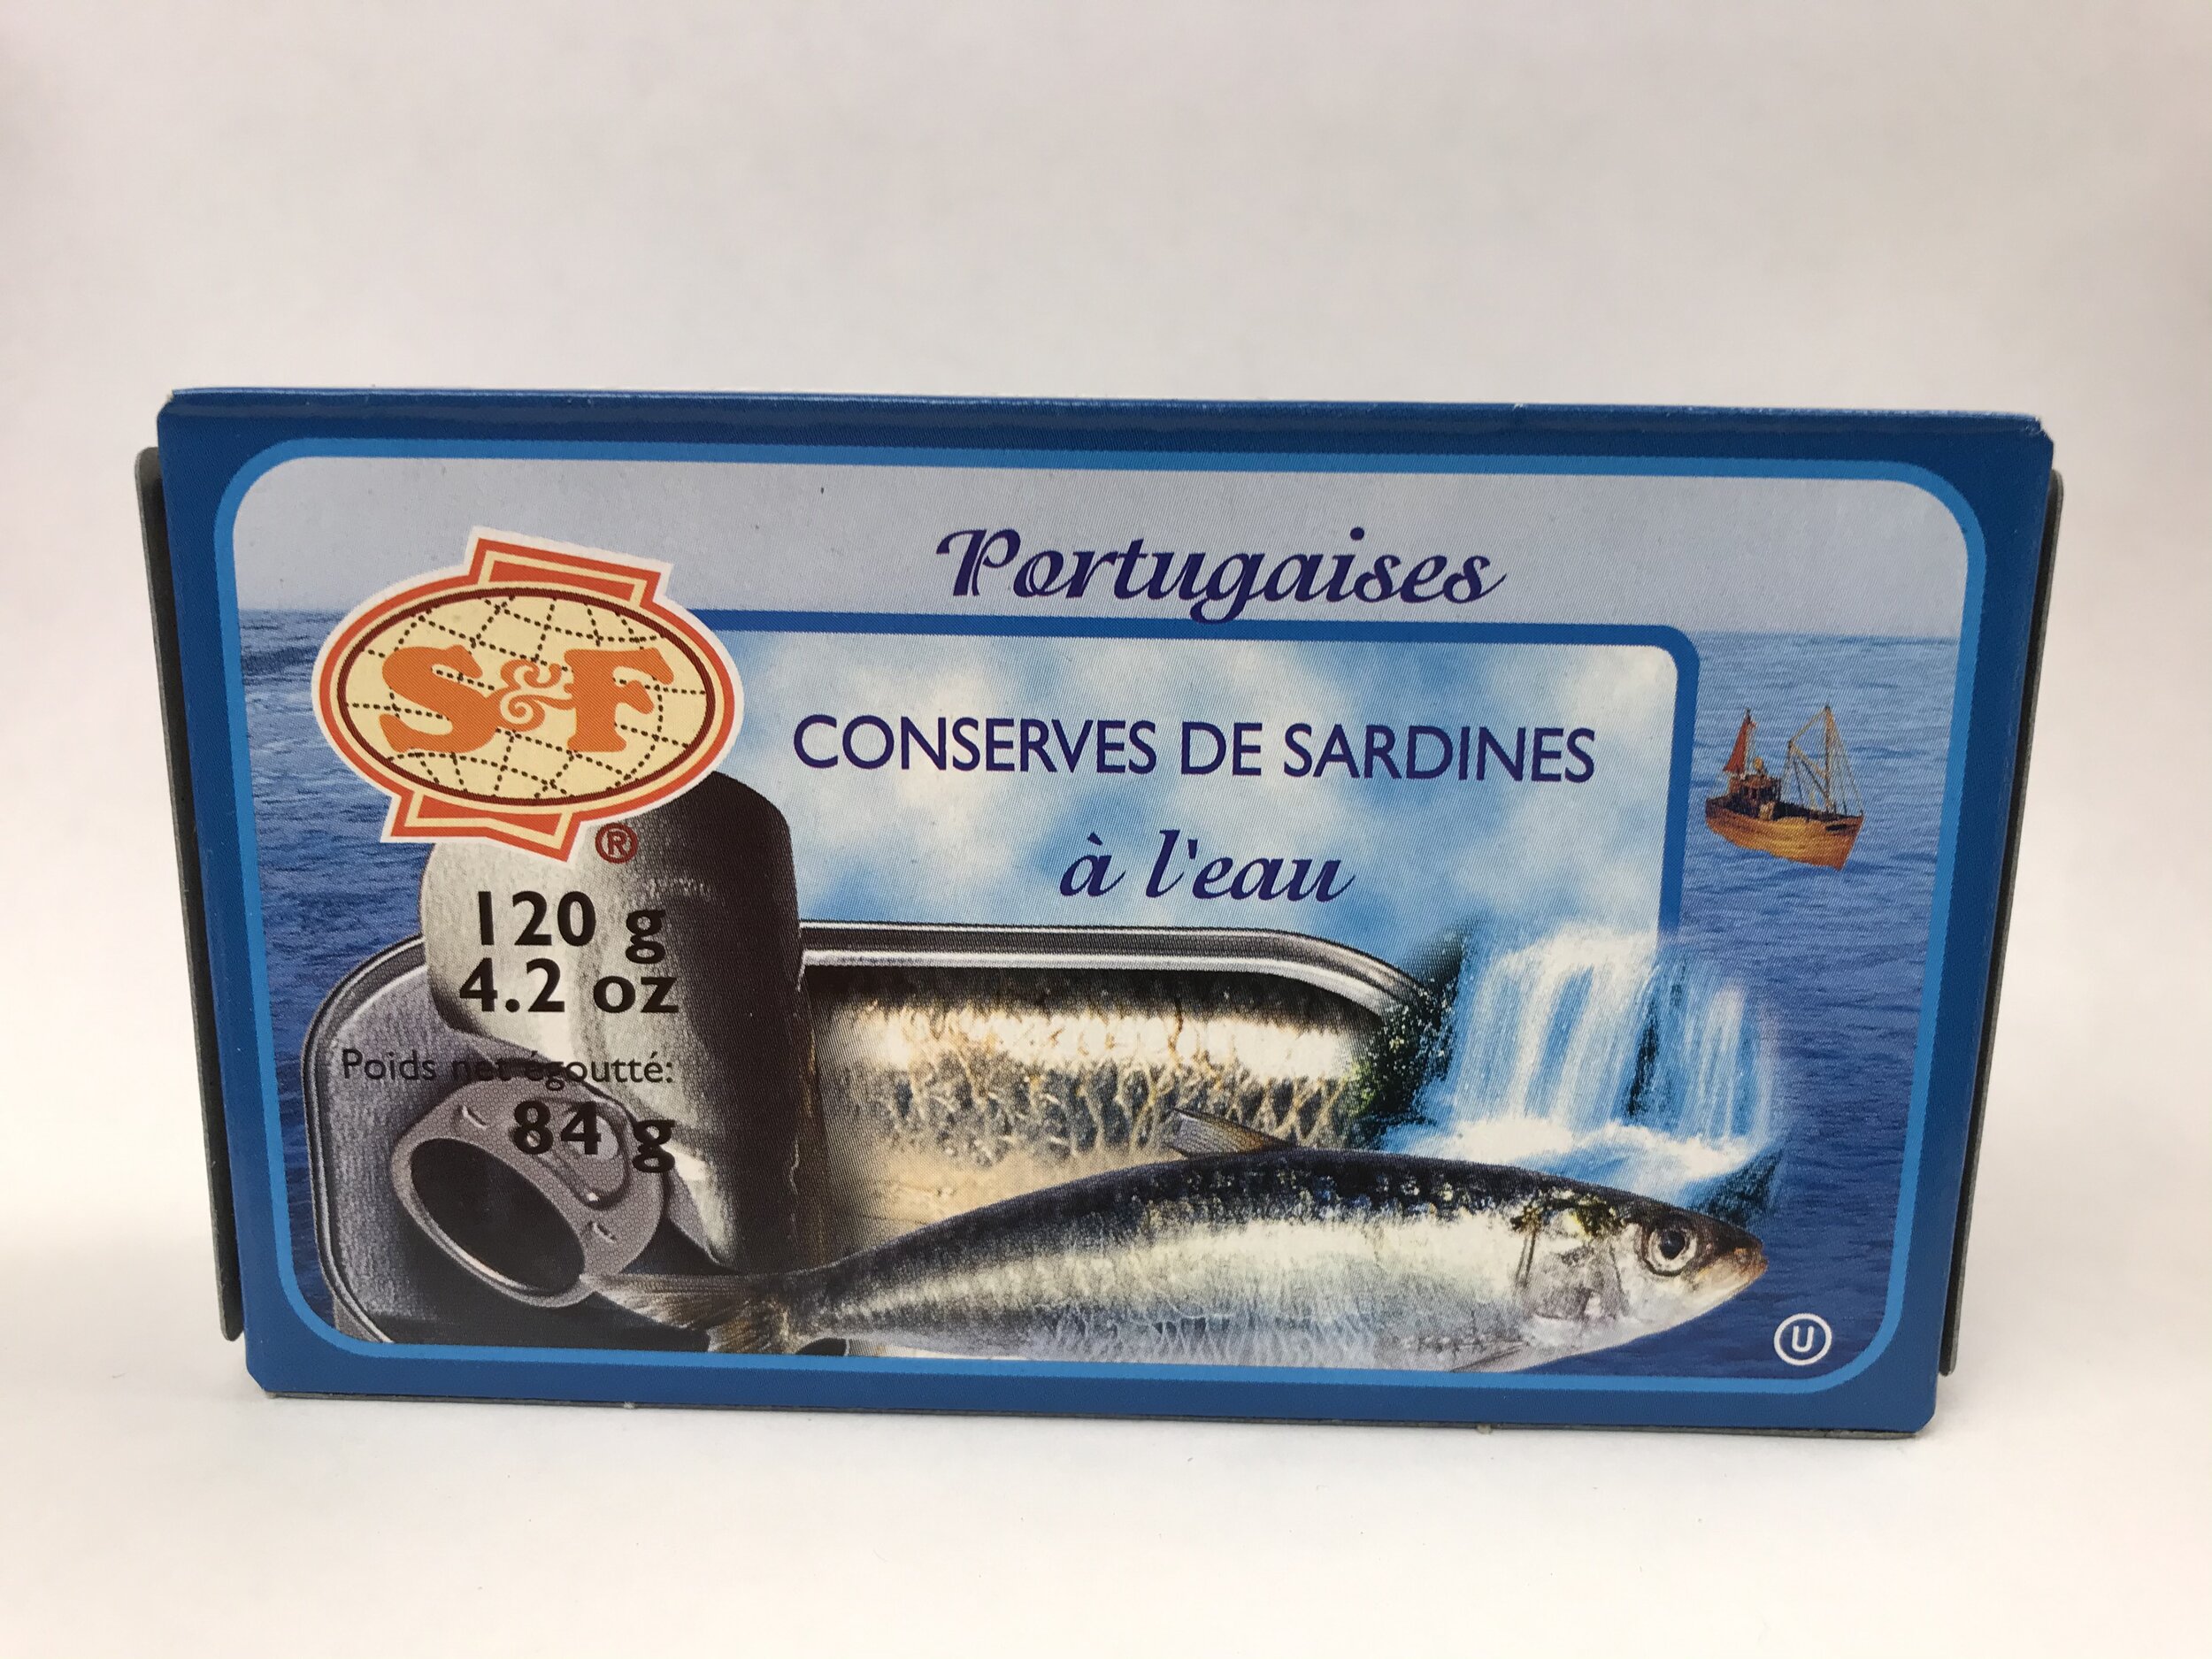 Portugaises
S&F
®
CONSERVES DE SARDINES
à l'eau
120 g
4.2 oz
Poids net égoutté:
84 g
U